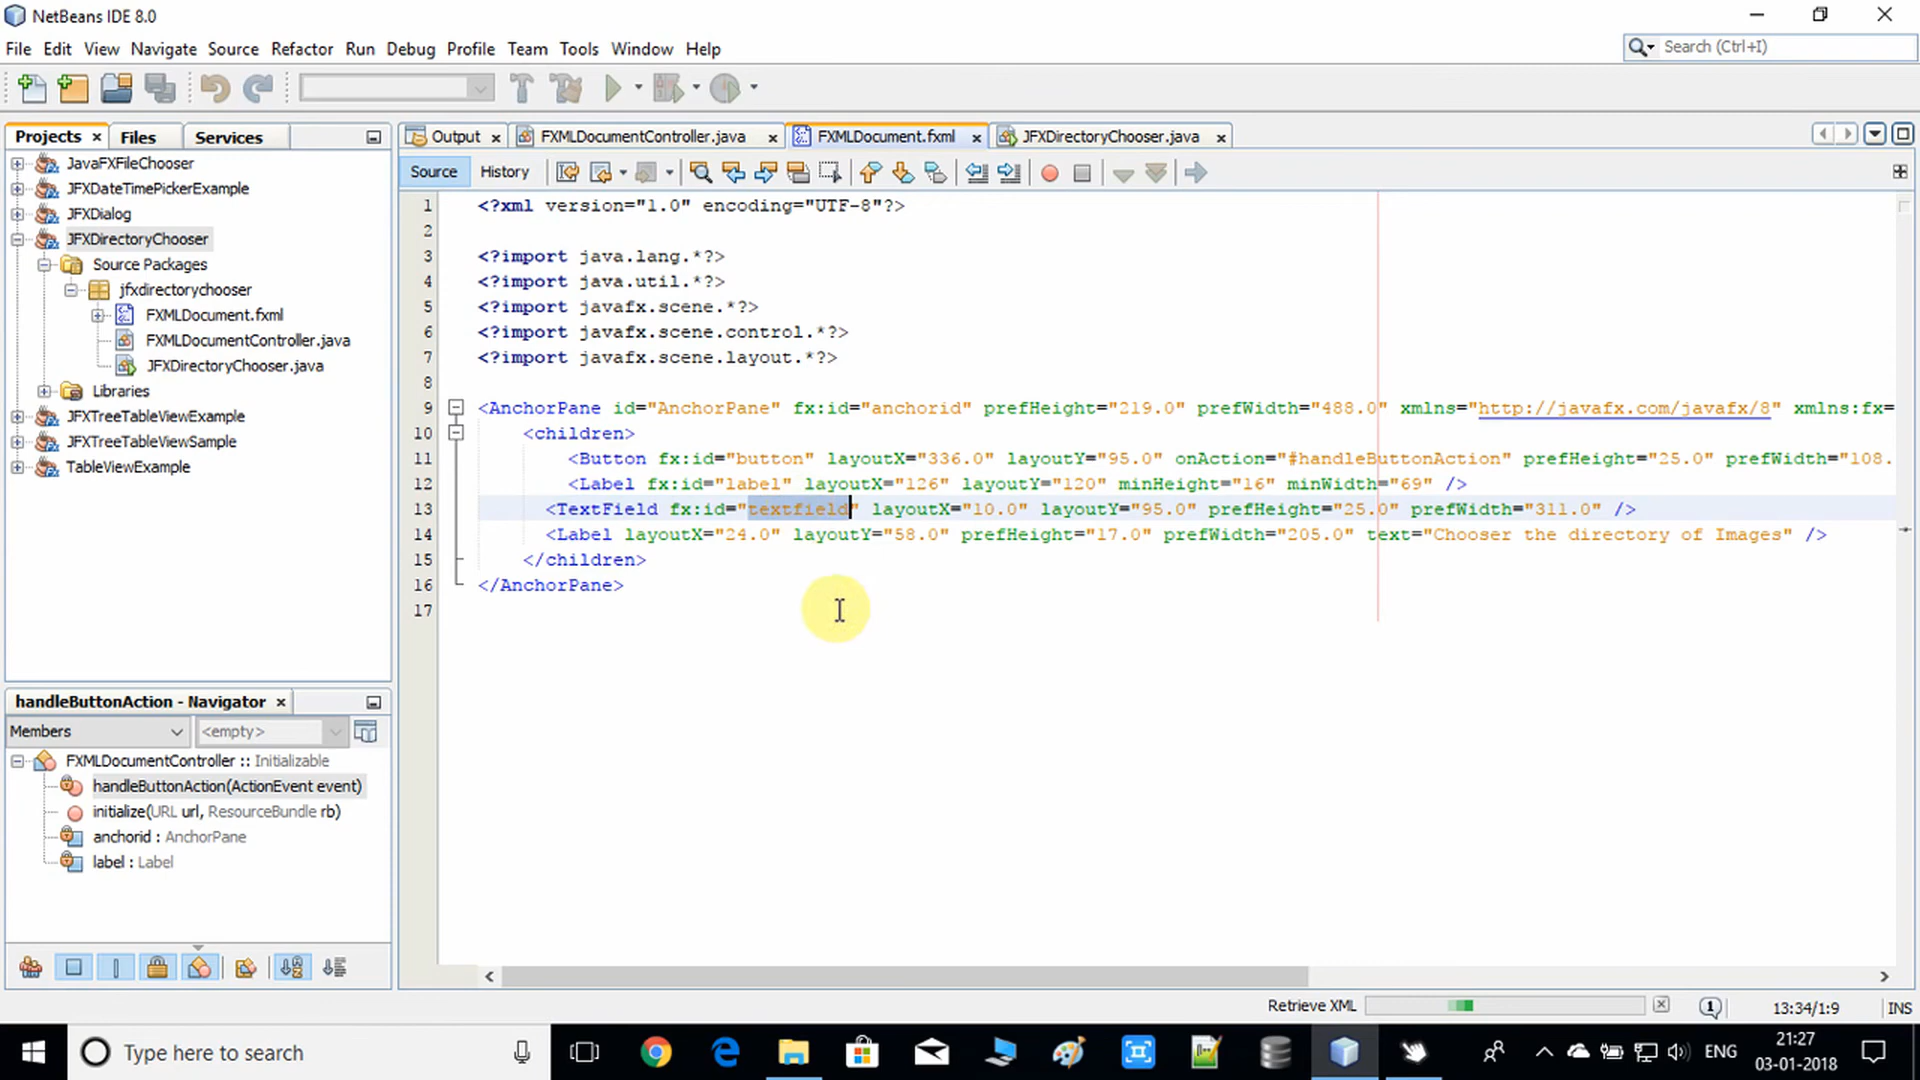 NetBeans IDE 8.0
File Edit View Navigate Source Refactor Run Debug Profile Team Tools Window Help
Search (Ctrl+I)
Projects Files Services
Output FXMLDocumentController.java FXMLDocument.fxml JFXDirectoryChooser.java
Source History
JavaFXFileChooser
JFXDateTimePickerExample
JFXDialog
JFXDirectoryChooser
Source Packages
jfxdirectorychooser
FXMLDocument.fxml
FXMLDocumentController.java
JFXDirectoryChooser.java
Libraries
JFXTreeTableViewExample
JFXTreeTableViewSample
TableViewExample
1 <?xml version="1.0" encoding="UTF-8"?>
2
3 <?import java.lang.*?>
4 <?import java.util.*?>
5 <?import javafx.scene.*?>
6 <?import javafx.scene.control.*?>
7 <?import javafx.scene.layout.*?>
8
9 <AnchorPane id="AnchorPane" fx:id="anchorid" prefHeight="219.0" prefWidth="488.0" xmlns="http://javafx.com/javafx/8" xmlns:fx=
10 <children>
11 <Button fx:id="button" layoutX="336.0" layoutY="95.0" onAction="#handleButtonAction" prefHeight="25.0" prefWidth="108.
12 <Label fx:id="label" layoutX="126" layoutY="120" minHeight="16" minWidth="69" />
13 <TextField fx:id="textfield" layoutX="10.0" layoutY="95.0" prefHeight="25.0" prefWidth="311.0" />
14 <Label layoutX="24.0" layoutY="58.0" prefHeight="17.0" prefWidth="205.0" text="Chooser the directory of Images" />
15 </children>
16 </AnchorPane>
17
handleButtonAction - Navigator
Members <empty>
FXMLDocumentController :: Initializable
handleButtonAction(ActionEvent event)
initialize(URL url, ResourceBundle rb)
anchorid : AnchorPane
label : Label
Retrieve XML 1 13:34/1:9 INS
Type here to search
ENG
21:27
03-01-2018